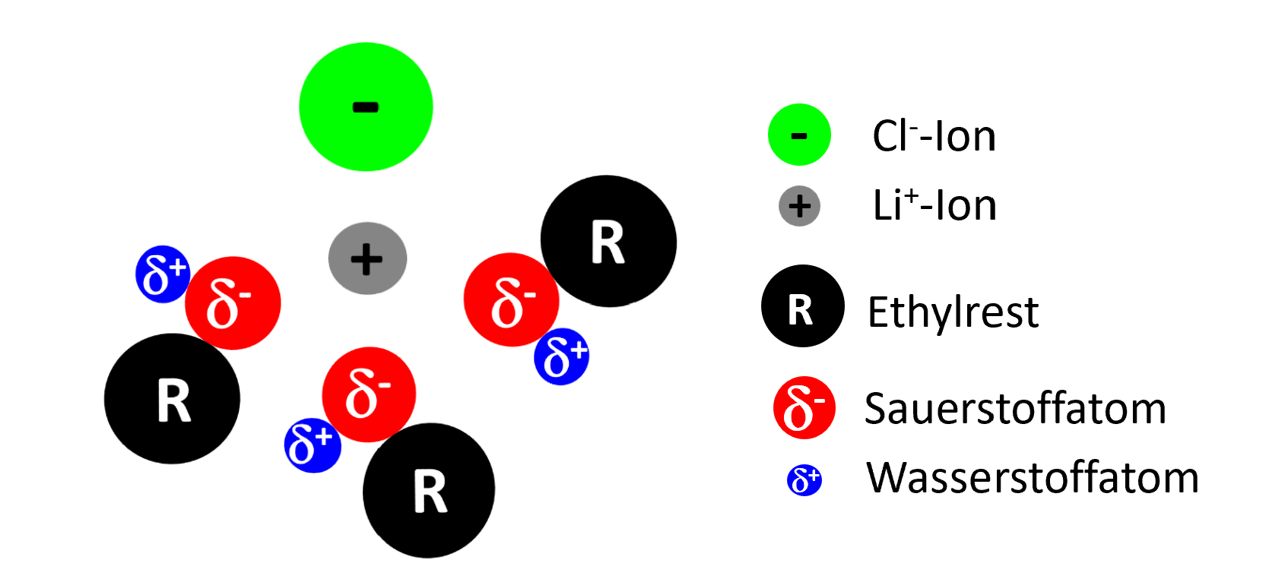 -
+
R
δ+
δ-
δ-
R
δ+
δ-
δ+
R
- Cl⁻-Ion
+ Li⁺-Ion
R Ethylrest
δ- Sauerstoffatom
δ+ Wasserstoffatom